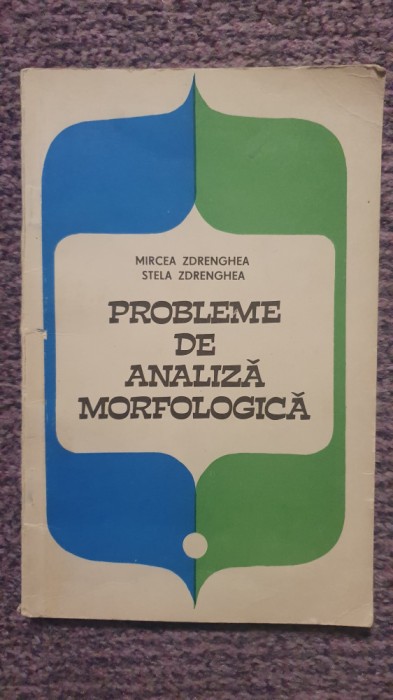 MIRCEA ZDRENGHEA
STELA ZDRENGHEA
PROBLEME
DE
ANALIZĂ
MORFOLOGICĂ